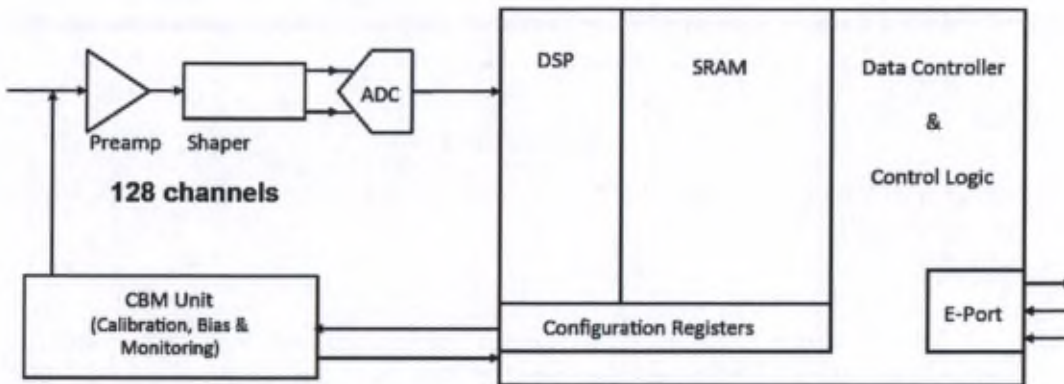 Preamp
Shaper
ADC
128 channels
DSP
SRAM
Data Controller
&
Control Logic
CBM Unit
(Calibration, Bias &
Monitoring)
Configuration Registers
E-Port